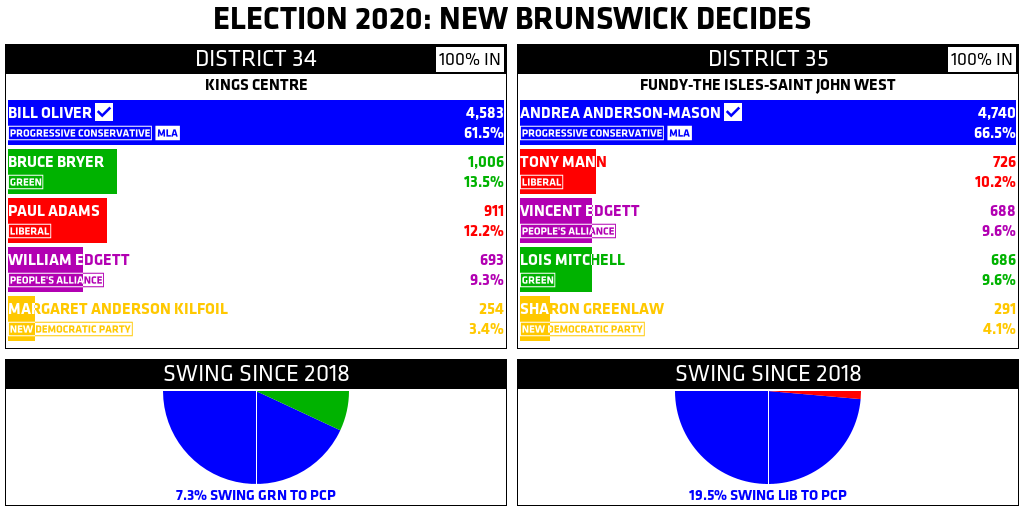 ELECTION 2020: NEW BRUNSWICK DECIDES
DISTRICT 34
100% IN
KINGS CENTRE
BILL OLIVER 4,583
PROGRESSIVE CONSERVATIVE MLA 61.5%
BRUCE BRYER 1,006
GREEN 13.5%
PAUL ADAMS 911
LIBERAL 12.2%
WILLIAM EDGETT 693
PEOPLE'S ALLIANCE 9.3%
MARGARET ANDERSON KILFOIL 254
NEW DEMOCRATIC PARTY 3.4%
SWING SINCE 2018
7.3% SWING GRN TO PCP
DISTRICT 35
100% IN
FUNDY-THE ISLES-SAINT JOHN WEST
ANDREA ANDERSON-MASON 4,740
PROGRESSIVE CONSERVATIVE MLA 66.5%
TONY MANN 726
LIBERAL 10.2%
VINCENT EDGETT 688
PEOPLE'S ALLIANCE 9.6%
LOIS MITCHELL 686
GREEN 9.6%
SHARON GREENLAW 291
NEW DEMOCRATIC PARTY 4.1%
SWING SINCE 2018
19.5% SWING LIB TO PCP